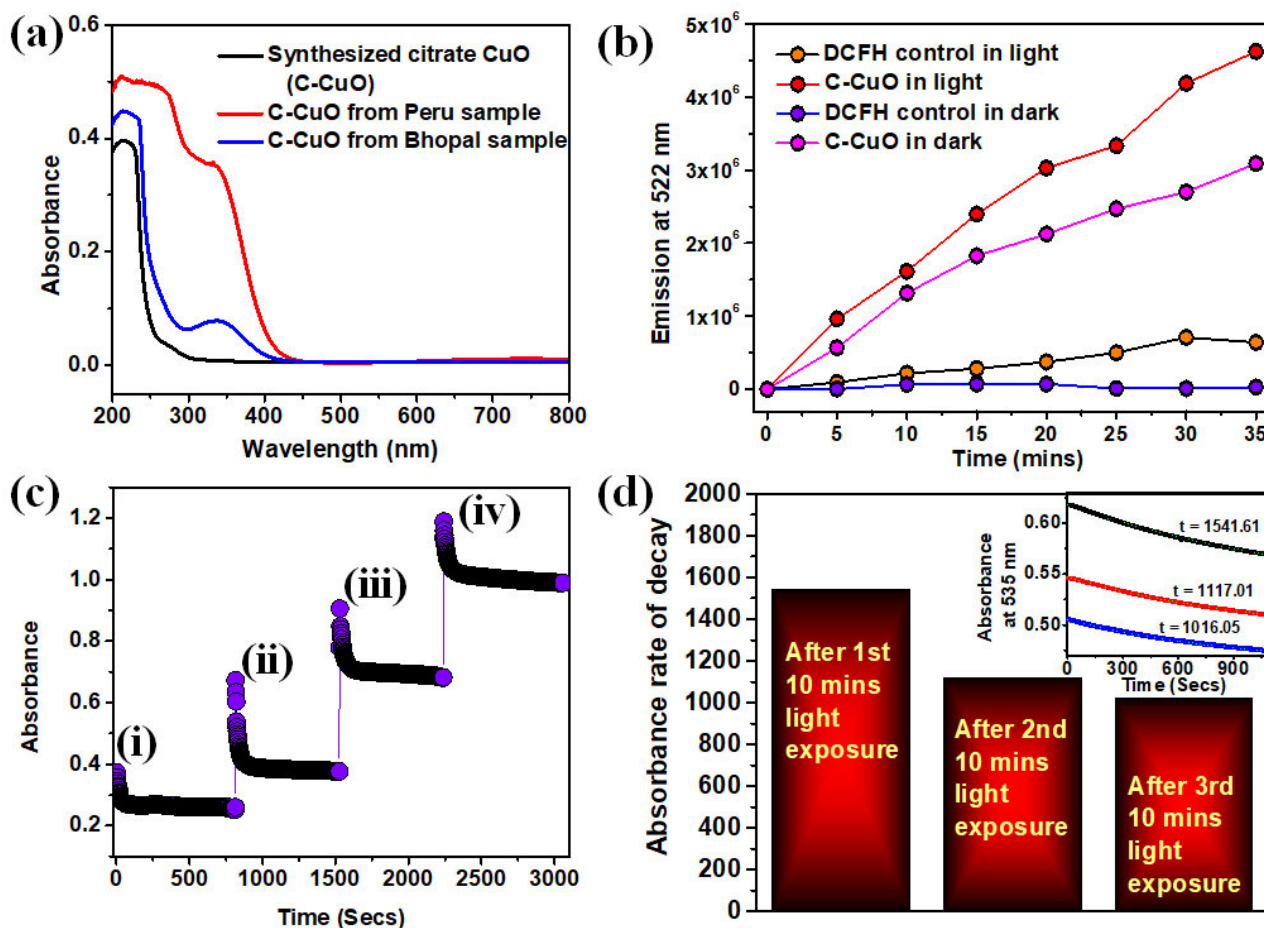 (a)
0.6
0.4
0.2
0.0
Absorbance
Synthesized citrate CuO
(C-CuO)
C-CuO from Peru sample
C-CuO from Bhopal sample
200 300 400 500 600 700 800
Wavelength (nm)
(b)
5x10⁶
4x10⁶
3x10⁶
2x10⁶
1x10⁶
0
Emission at 522 nm
DCFH control in light
C-CuO in light
DCFH control in dark
C-CuO in dark
0 5 10 15 20 25 30 35
Time (mins)
(c)
1.2
1.0
0.8
0.6
0.4
0.2
Absorbance
(i)
(ii)
(iii)
(iv)
0 500 1000 1500 2000 2500 3000
Time (Secs)
(d)
2000
1800
1600
1400
1200
1000
800
600
400
200
0
Absorbance rate of decay
After 1st
10 mins
light
exposure
After 2nd
10 mins
light
exposure
After 3rd
10 mins
light
exposure
0.60
0.55
0.50
Absorbance
at 535 nm
t = 1541.61
t = 1117.01
t = 1016.05
0 300 600 900
Time (Secs)